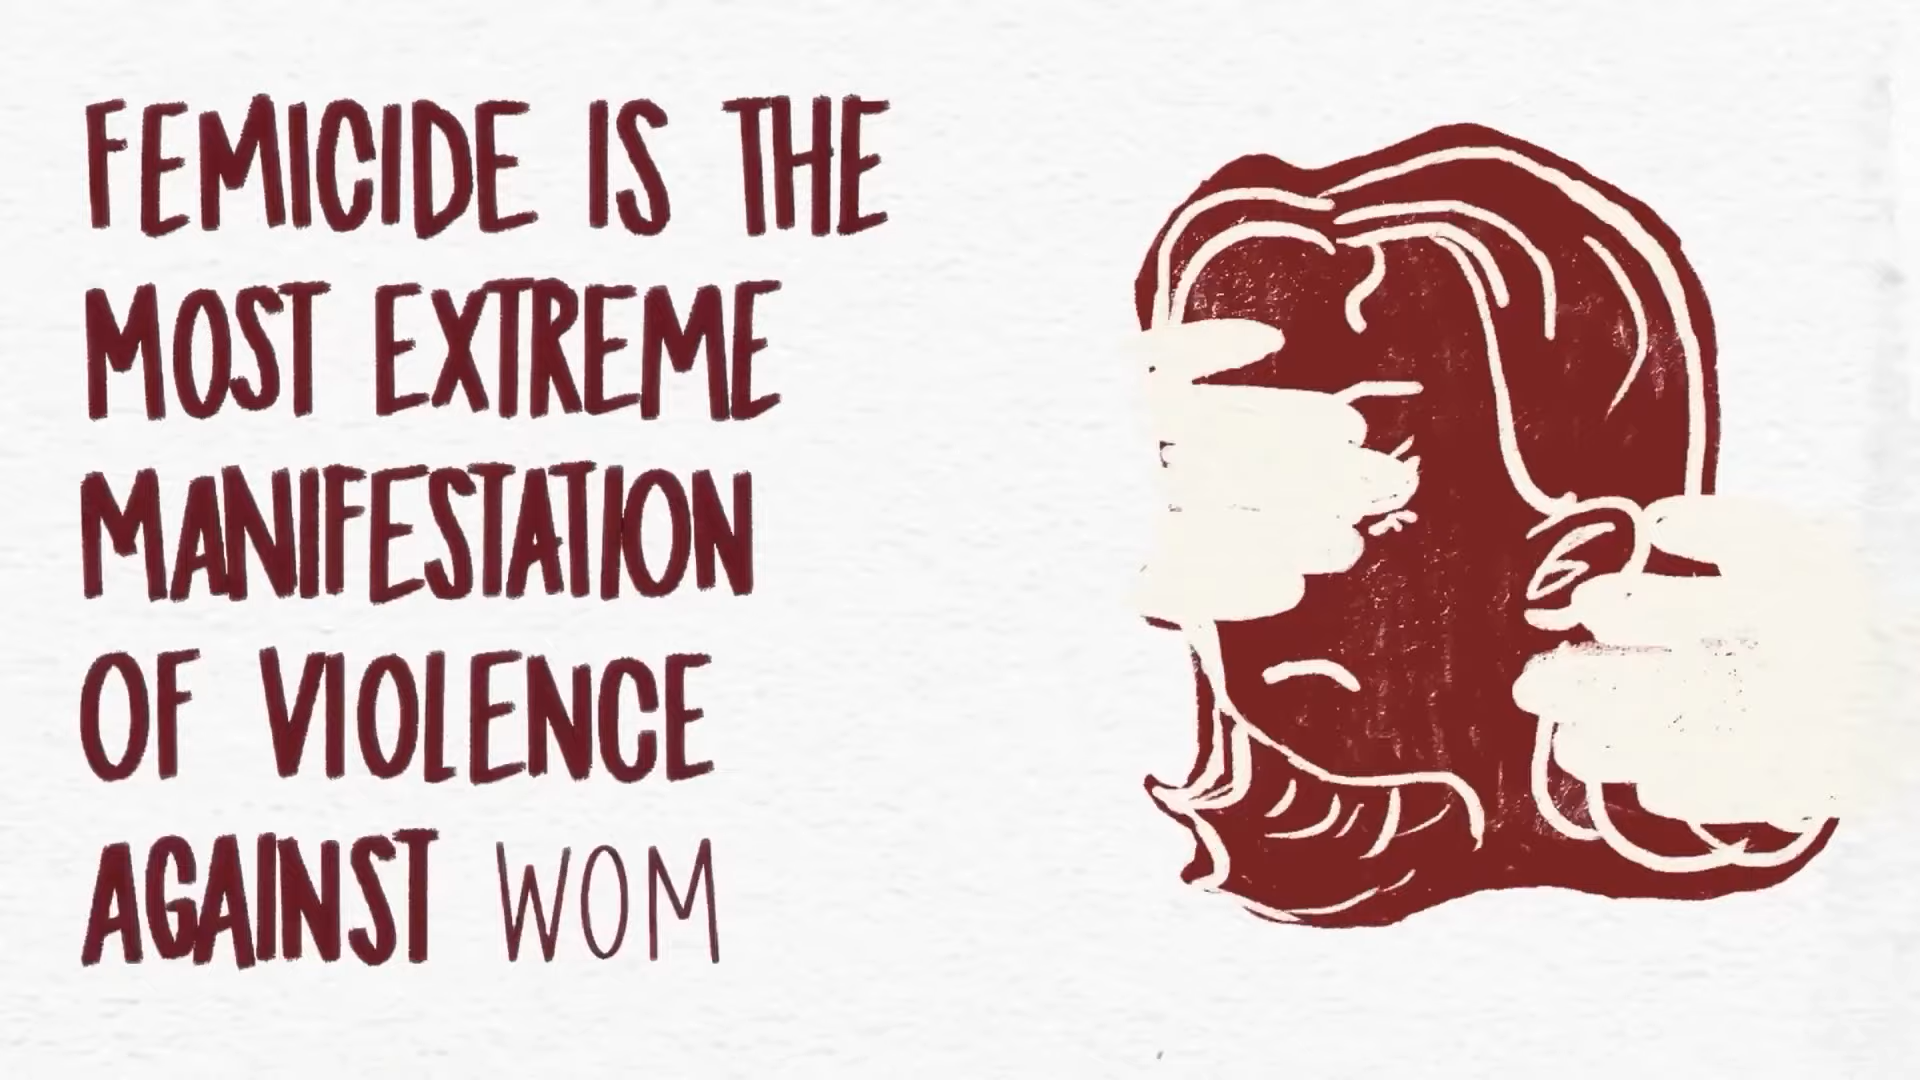 FEMICIDE IS THE
MOST EXTREME
MANIFESTATION
OF VIOLENCE
AGAINST WOM